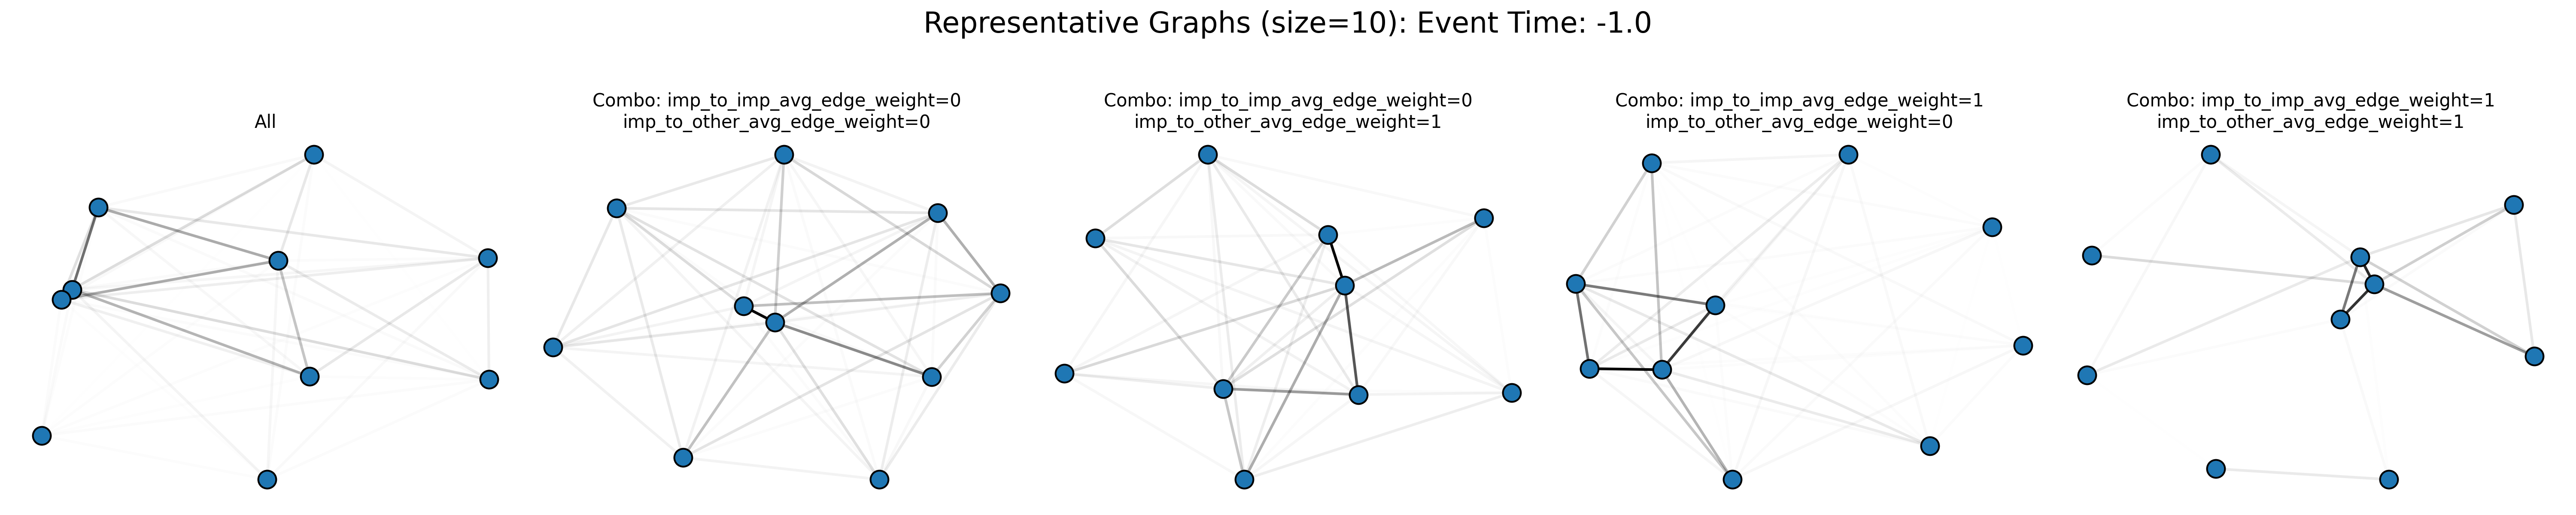 Representative Graphs (size=10): Event Time: -1.0
All
Combo: imp_to_imp_avg_edge_weight=0
imp_to_other_avg_edge_weight=0
Combo: imp_to_imp_avg_edge_weight=0
imp_to_other_avg_edge_weight=1
Combo: imp_to_imp_avg_edge_weight=1
imp_to_other_avg_edge_weight=0
Combo: imp_to_imp_avg_edge_weight=1
imp_to_other_avg_edge_weight=1